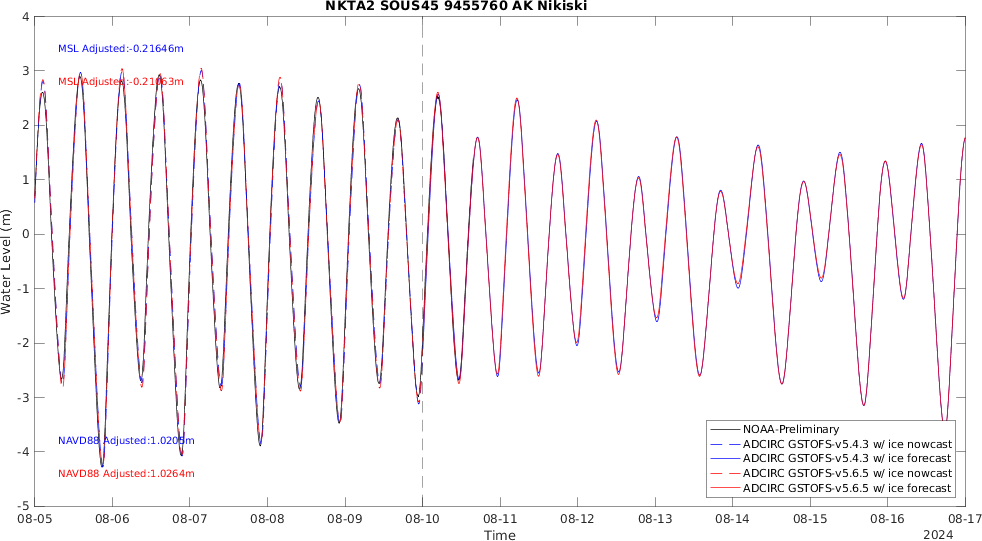 NKTA2 SOUS45 9455760 AK Nikiski
4
3
2
1
0
-1
-2
-3
-4
-5
Water Level (m)
MSL Adjusted:-0.21646m
MSL Adjusted:-0.21063m
NAVD88 Adjusted:1.0205m
NAVD88 Adjusted:1.0264m
NOAA-Preliminary
ADCIRC GSTOFS-v5.4.3 w/ ice nowcast
ADCIRC GSTOFS-v5.4.3 w/ ice forecast
ADCIRC GSTOFS-v5.6.5 w/ ice nowcast
ADCIRC GSTOFS-v5.6.5 w/ ice forecast
08-05 08-06 08-07 08-08 08-09 08-10 08-11 08-12 08-13 08-14 08-15 08-16 08-17
Time
2024